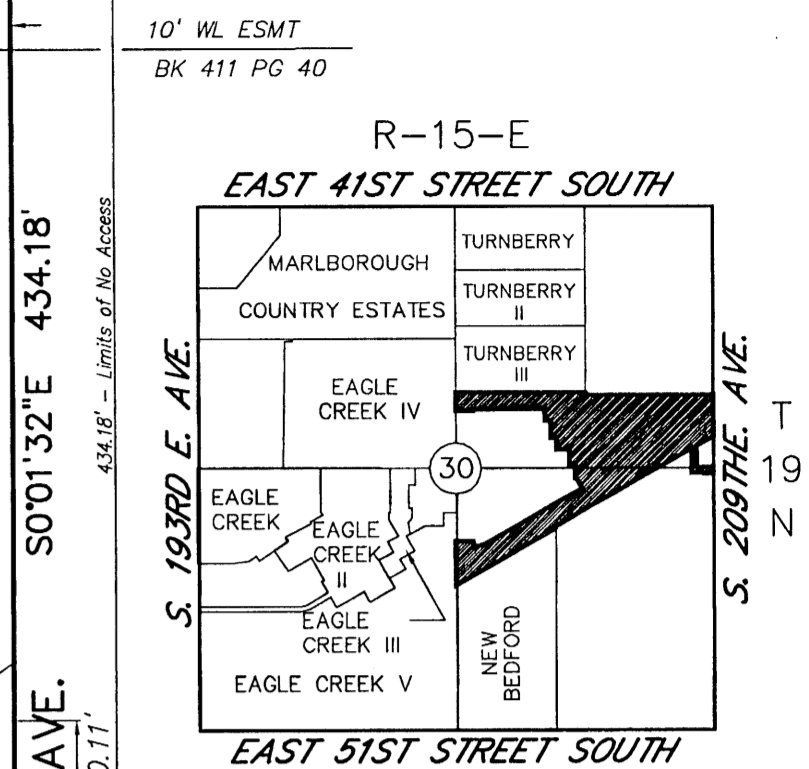 10' WL ESMT
BK 411 PG 40
R-15-E
EAST 41ST STREET SOUTH
S0°01'32"E 434.18'
434.18' - Limits of No Access
AVE.
0.11'
S. 193RD E. AVE.
MARLBOROUGH
COUNTRY ESTATES
TURNBERRY
TURNBERRY
II
TURNBERRY
III
EAGLE
CREEK IV
30
EAGLE
CREEK
EAGLE
CREEK
II
EAGLE
CREEK III
EAGLE CREEK V
NEW
BEDFORD
S. 209THE. AVE.
T
19
N
EAST 51ST STREET SOUTH